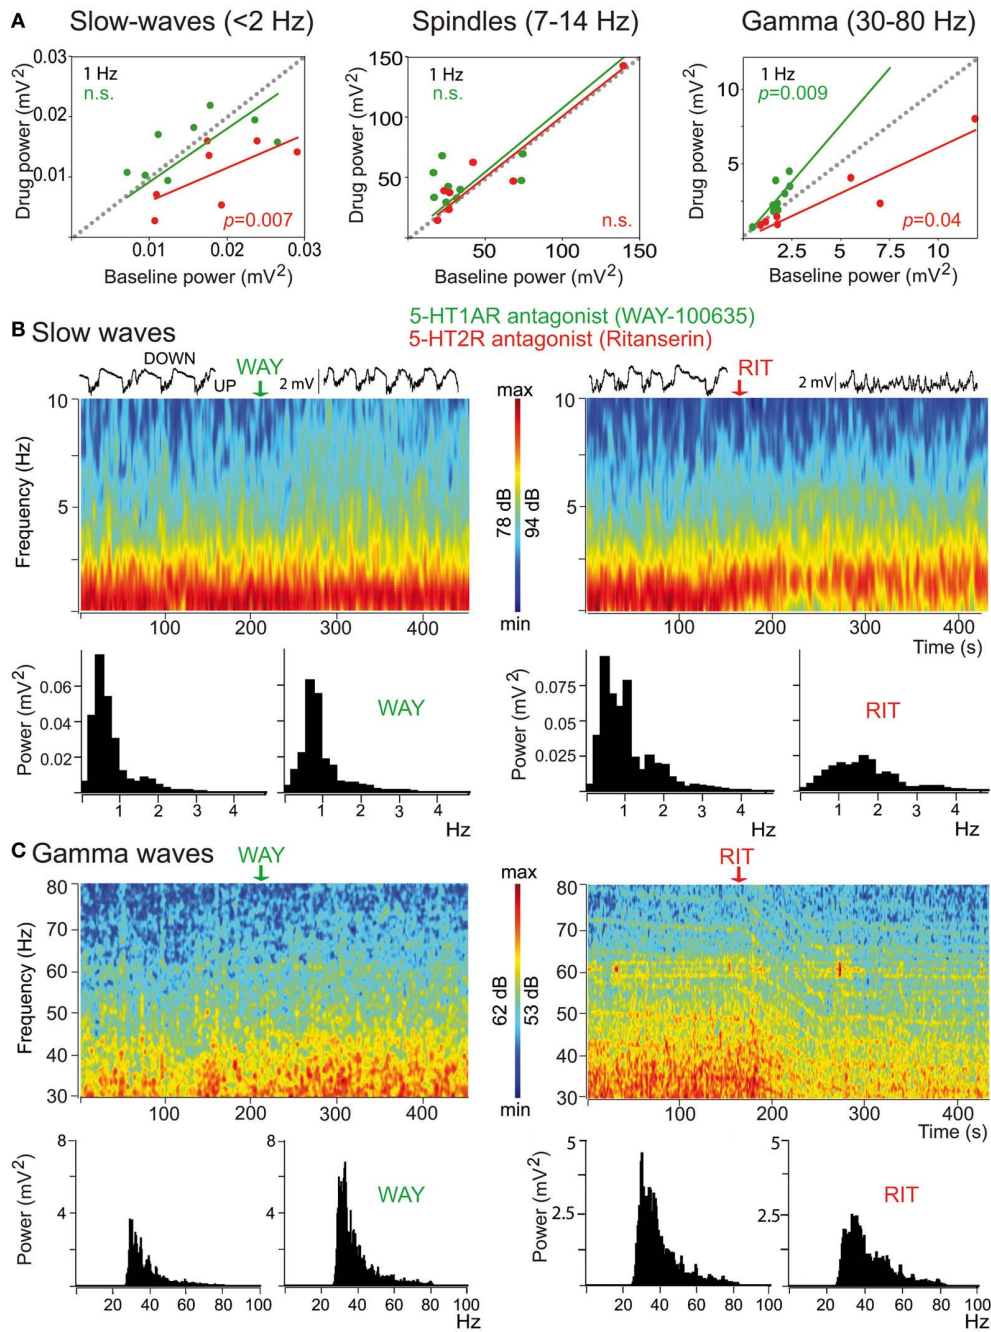 A Slow-waves (<2 Hz) Spindles (7-14 Hz) Gamma (30-80 Hz)
Drug power (mV2)
0.03
0.02
0.01
1 Hz
n.s.
p=0.007
0.01 0.02 0.03
Baseline power (mV2)
Drug power (mV2)
150
100
50
1 Hz
n.s.
n.s.
50 100 150
Baseline power (mV2)
Drug power (mV2)
10
5
1 Hz
p=0.009
p=0.04
2.5 5 7.5 10
Baseline power (mV2)
5-HT1AR antagonist (WAY-100635)
5-HT2R antagonist (Ritanserin)
B Slow waves
DOWN
UP
WAY
2 mV
RIT
2 mV
Frequency (Hz)
10
5
100 200 300 400
max
78 dB
94 dB
min
10
5
100 200 300 400
Time (s)
Power (mV2)
0.06
0.04
0.02
1 2 3 4
WAY
1 2 3 4
Hz
Power (mV2)
0.075
0.05
0.025
1 2 3 4
RIT
1 2 3 4
Hz
C Gamma waves
WAY
RIT
Frequency (Hz)
80
70
60
50
40
30
100 200 300 400
max
62 dB
53 dB
min
80
70
60
50
40
30
100 200 300 400
Time (s)
Power (mV2)
8
4
20 40 60 80 100
8
4
WAY
20 40 60 80 100
Hz
Power (mV2)
5
2.5
20 40 60 80 100
5
2.5
RIT
20 40 60 80 100
Hz